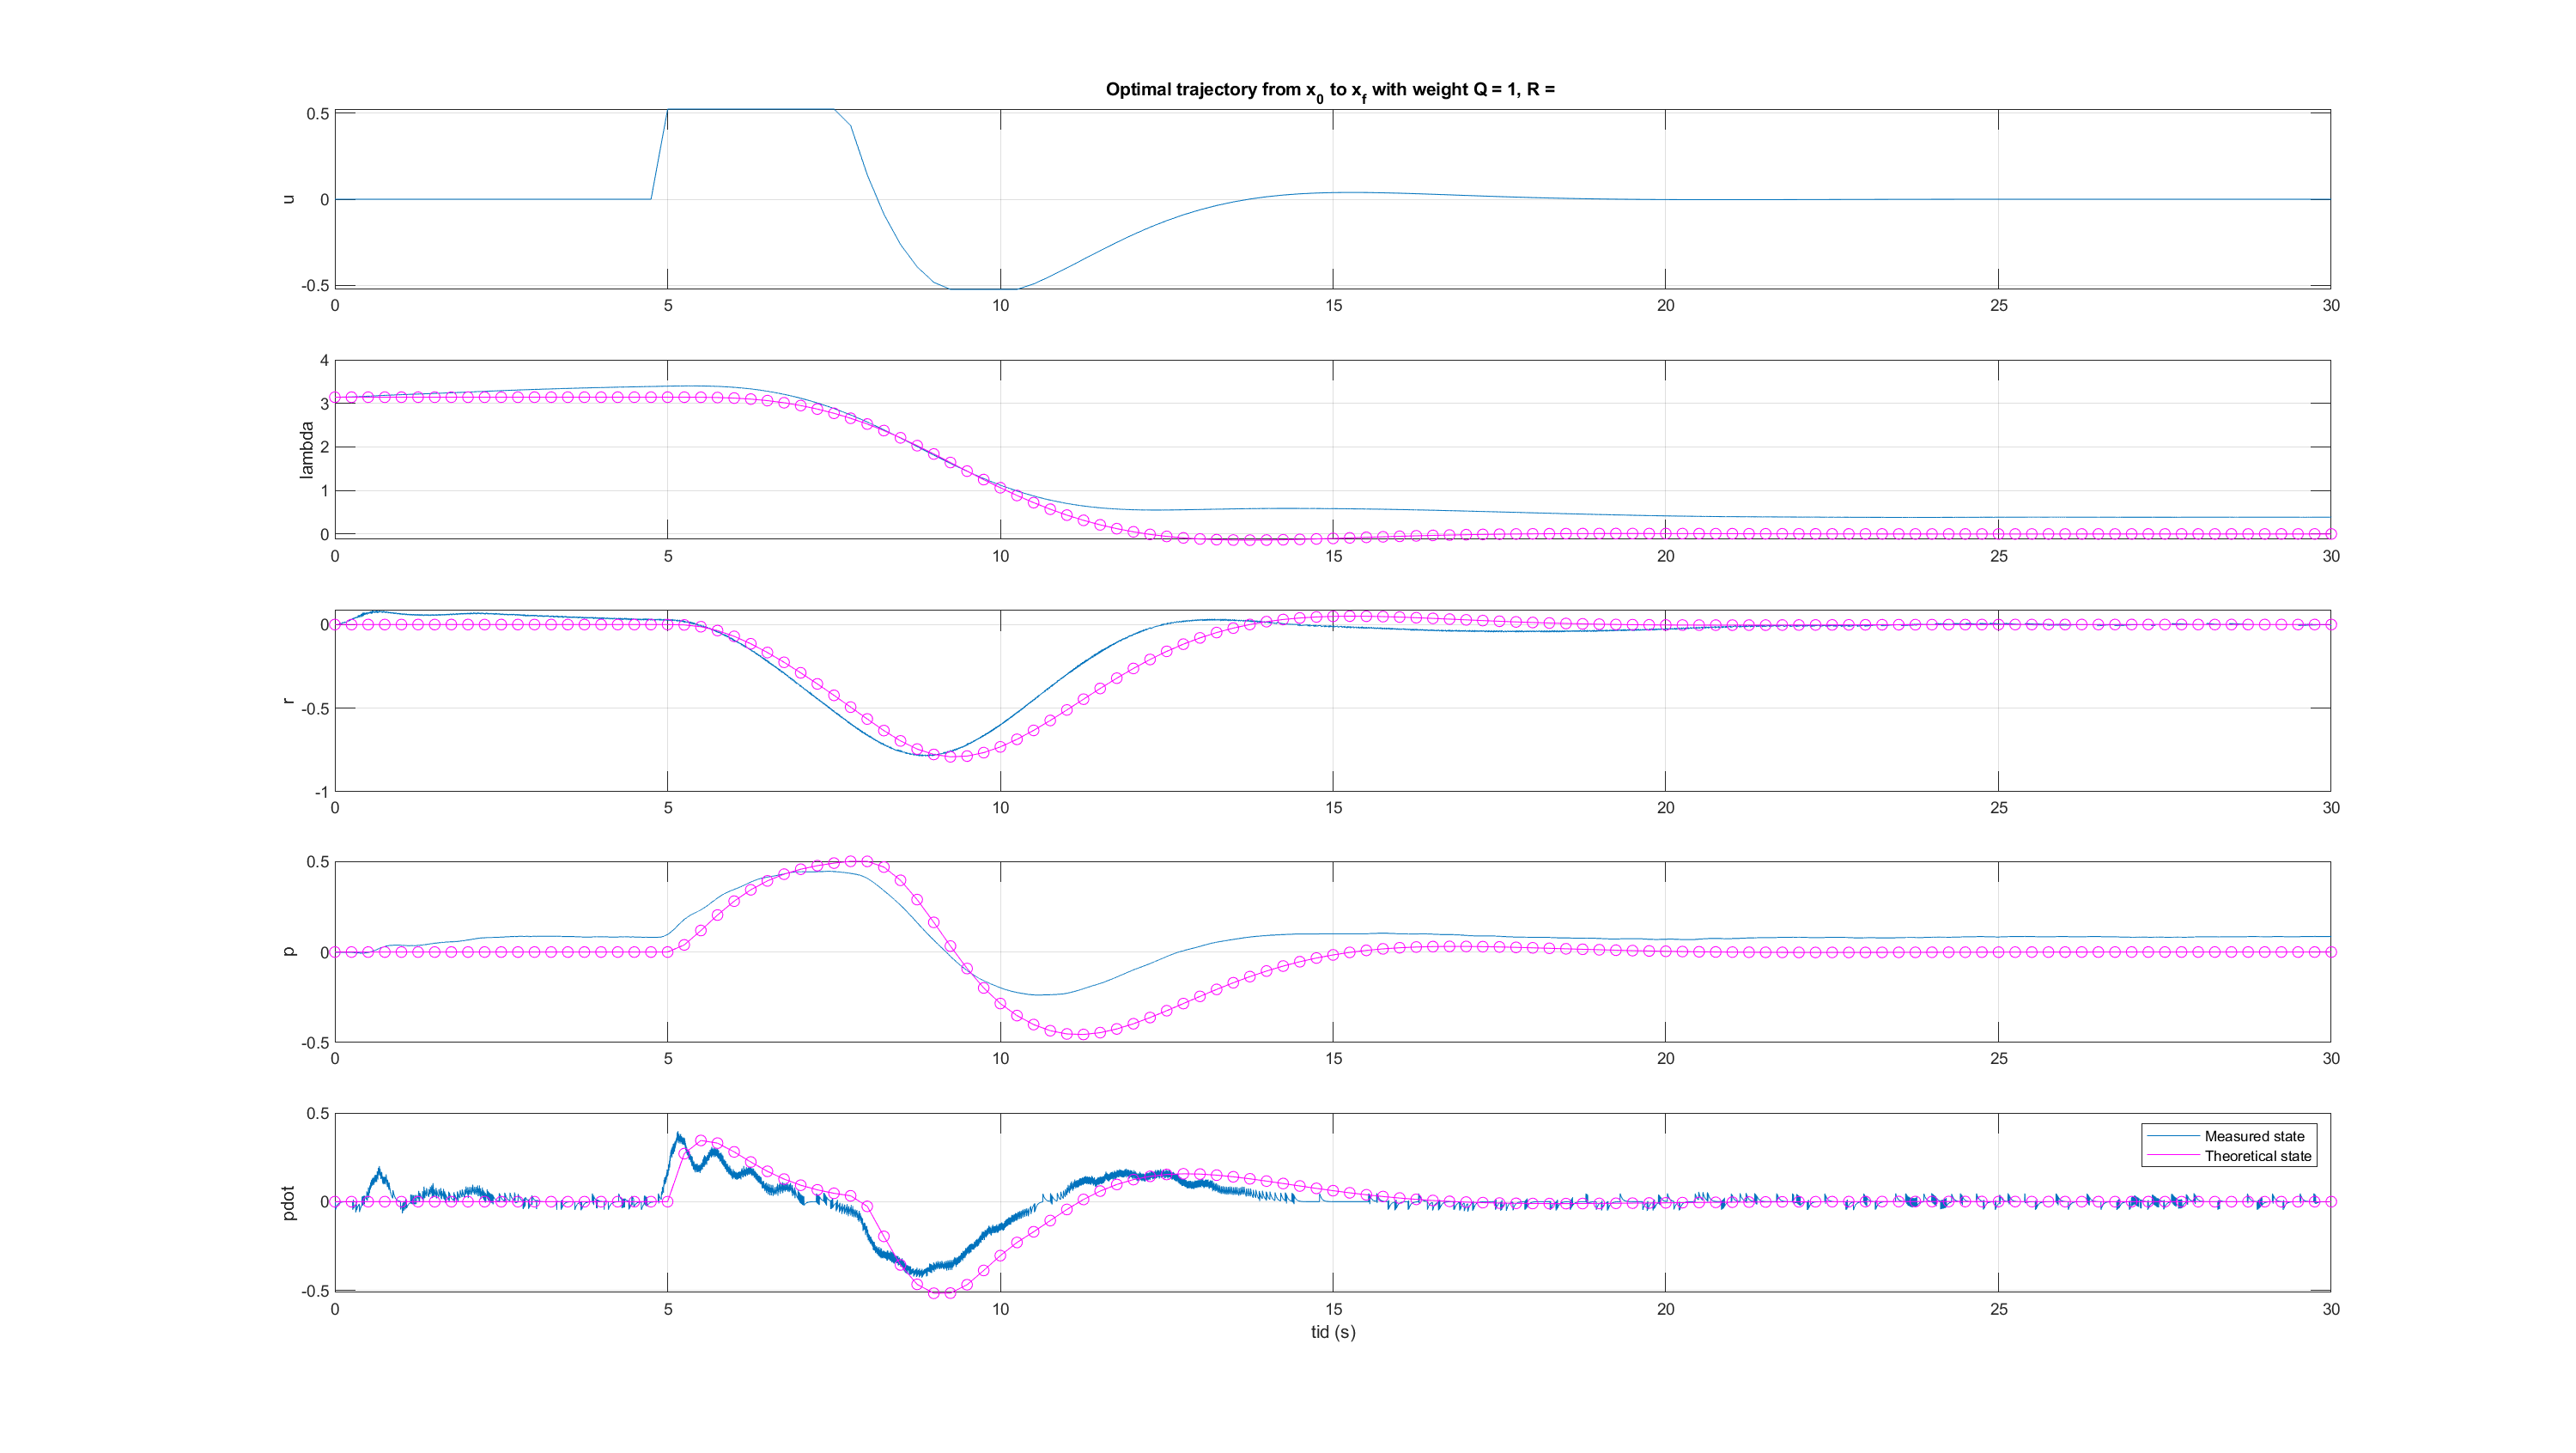 Optimal trajectory from x0 to xf with weight Q = 1, R =
0.5
0
-0.5
u
0 5 10 15 20 25 30
4
3
2
1
0
lambda
0 5 10 15 20 25 30
0
-0.5
-1
r
0 5 10 15 20 25 30
0.5
0
-0.5
p
0 5 10 15 20 25 30
0.5
0
-0.5
pdot
Measured state
Theoretical state
0 5 10 15 20 25 30
tid (s)